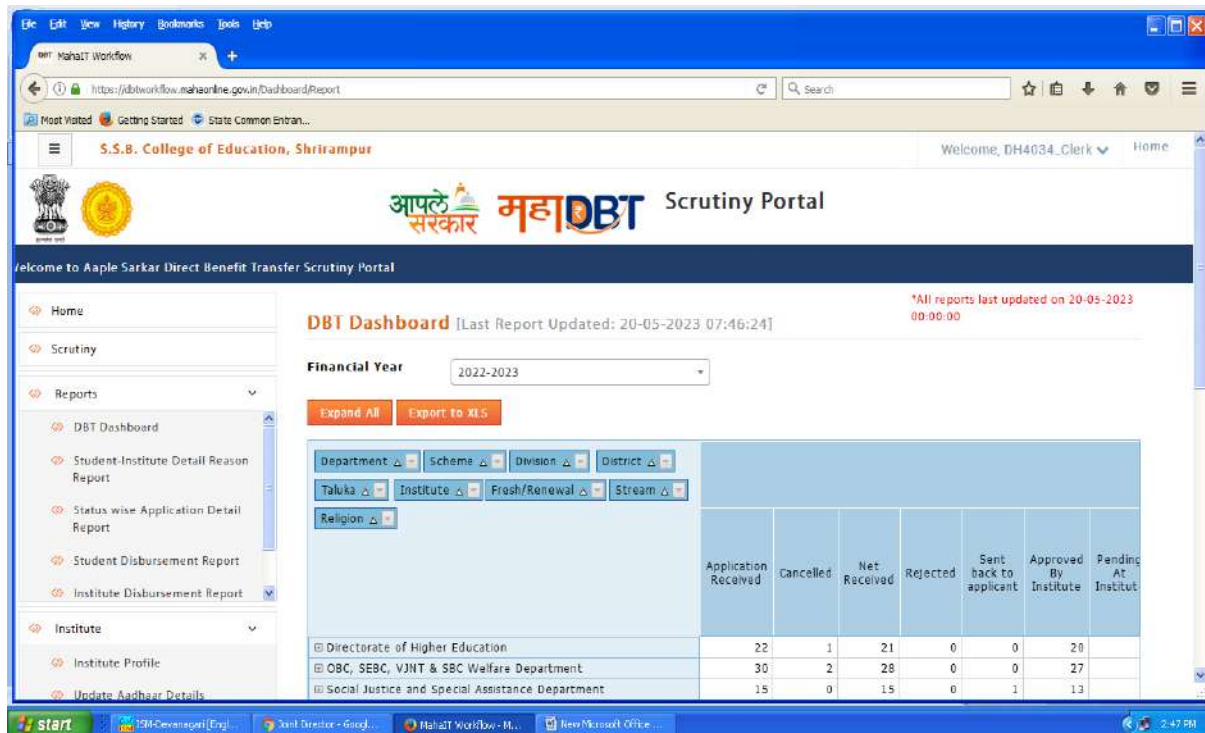 File Edit View History Bookmarks Tools Help
DBT MahaIT Workflow × +
https://dbtworkflow.mahaonline.gov.in/Dashboard/Report Search
Most Visited Getting Started State Common Entran...
S.S.B. College of Education, Shrirampur Welcome, DH4034_Clerk Home
आपले सरकार महाDBT Scrutiny Portal
elcome to Aaple Sarkar Direct Benefit Transfer Scrutiny Portal
Home
Scrutiny
Reports
DBT Dashboard
Student-Institute Detail Reason
Report
Status wise Application Detail
Report
Student Disbursement Report
Institute Disbursement Report
Institute
Institute Profile
Update Aadhaar Details
*All reports last updated on 20-05-2023
00:00:00
DBT Dashboard [Last Report Updated: 20-05-2023 07:46:24]
Financial Year 2022-2023
Expand All Export to XLS
Department Scheme Division District
Taluka Institute Fresh/Renewal Stream
Religion
Application Received Cancelled Net Received Rejected Sent back to applicant Approved By Institute Pending At Institut
Directorate of Higher Education 22 1 21 0 0 20
OBC, SEBC, VJNT & SBC Welfare Department 30 2 28 0 0 27
Social Justice and Special Assistance Department 15 0 15 0 1 13
start ISM-Devanagari[Engl... Joint Director - Googl... MahaIT Workflow - M... New Microsoft Office ... 2:47 PM